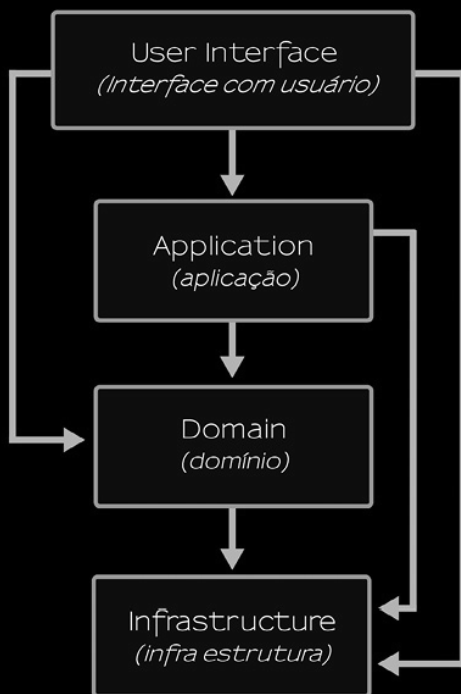 User Interface
(Interface com usuário)
Application
(aplicação)
Domain
(domínio)
Infrastructure
(infra estrutura)